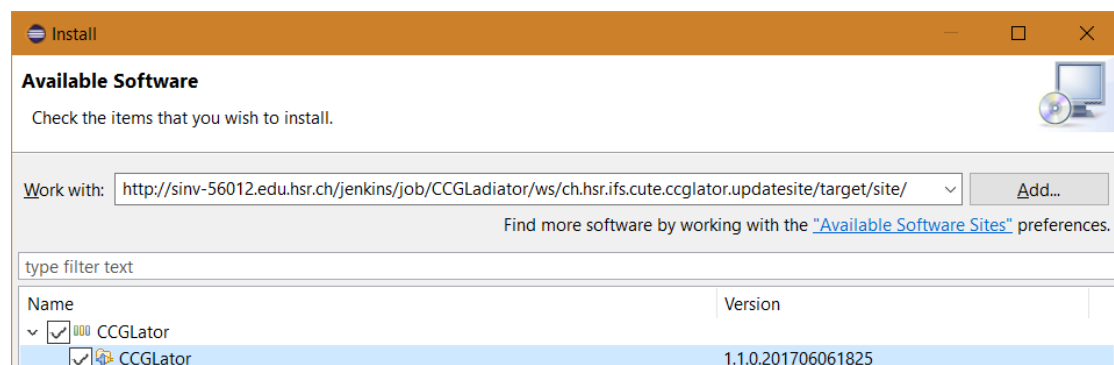 Install
Available Software
Check the items that you wish to install.
Work with: http://sinv-56012.edu.hsr.ch/jenkins/job/CCGLadiator/ws/ch.hsr.ifs.cute.ccglator.updatesite/target/site/ Add...
Find more software by working with the "Available Software Sites" preferences.
type filter text
Name Version
CCGLator
CCGLator 1.1.0.201706061825